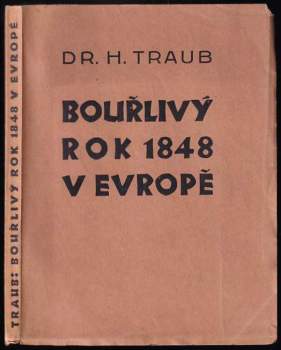 DR. H. TRAUB
BOUŘLIVÝ
ROK 1848
V EVROPĚ
TRAUB: BOUŘLIVÝ ROK 1848 V EVROPĚ